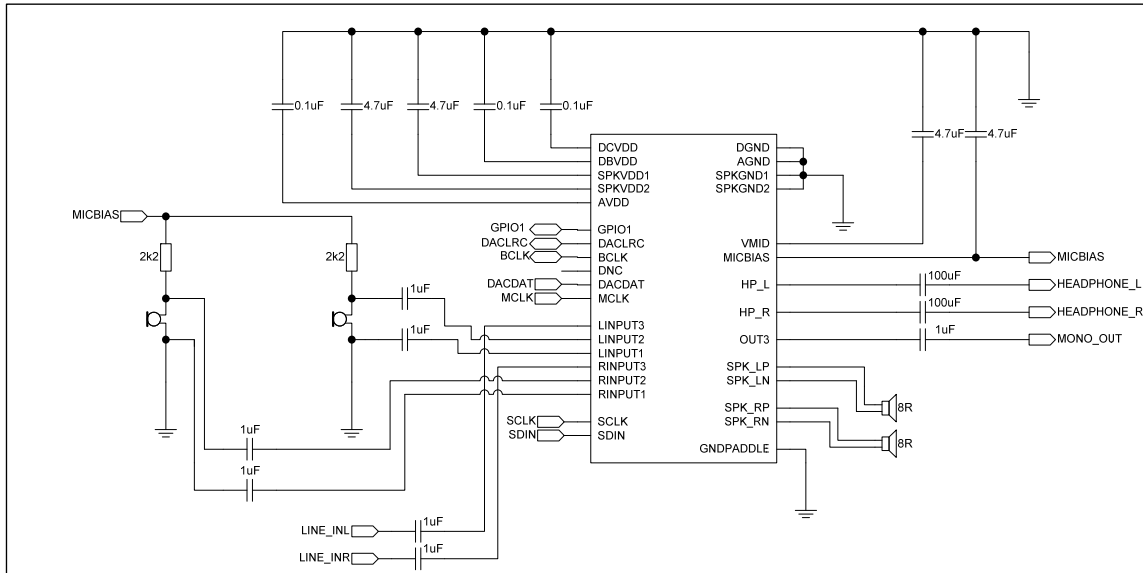 0.1uF 4.7uF 4.7uF 0.1uF 0.1uF
4.7uF 4.7uF
DCVDD DGND
DBVDD AGND
SPKVDD1 SPKGND1
SPKVDD2 SPKGND2
AVDD
MICBIAS
GPIO1 GPIO1
DACLRC DACLRC VMID
BCLK BCLK MICBIAS MICBIAS
2k2 2k2
DNC
DACDAT DACDAT HP_L 100uF HEADPHONE_L
MCLK MCLK
1uF
HP_R 100uF HEADPHONE_R
LINPUT3
1uF
LINPUT2 OUT3 1uF MONO_OUT
LINPUT1
RINPUT3 SPK_LP
RINPUT2 SPK_LN
RINPUT1
8R
SPK_RP
SCLK SCLK SPK_RN
SDIN SDIN
8R
1uF
GNDPADDLE
1uF
LINE_INL 1uF
LINE_INR 1uF